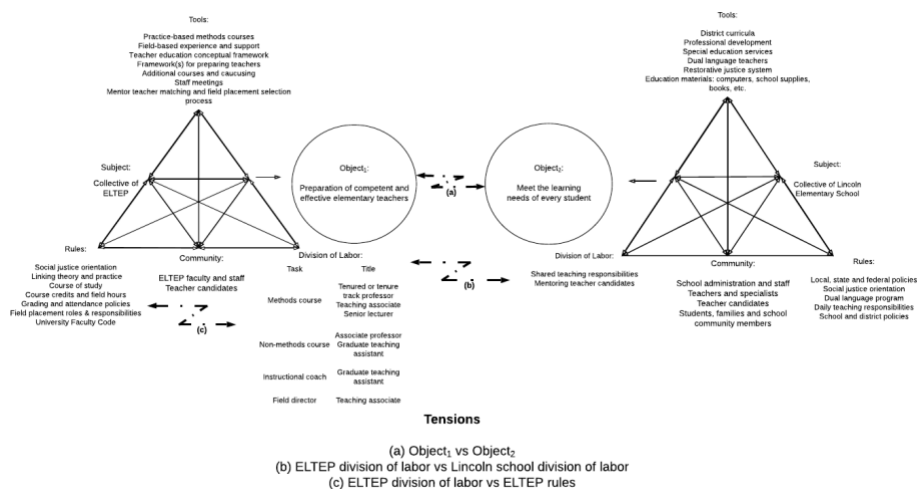 Tools:
Practice-based methods courses
Field-based experience and support
Teacher education conceptual framework
Framework(s) for preparing teachers
Additional courses and caucusing
Staff meetings
Mentor teacher matching and field placement selection
process
Subject:
Collective of
ELTEP
Rules:
Social justice orientation
Linking theory and practice
Course of study
Course credits and field hours
Grading and attendance policies
Field placement roles & responsibilities
University Faculty Code
(c)
Community:
ELTEP faculty and staff
Teacher candidates
Division of Labor:
Task Title
Methods course
Tenured or tenure
track professor
Teaching associate
Senior lecturer
Non-methods course
Associate professor
Graduate teaching
assistant
Instructional coach
Graduate teaching
assistant
Field director
Teaching associate
Object₁:
Preparation of competent and
effective elementary teachers
(a)
Object₂:
Meet the learning
needs of every student
(b)
Tools:
District curricula
Professional development
Special education services
Dual language teachers
Restorative justice system
Education materials: computers, school supplies,
books, etc.
Subject:
Collective of Lincoln
Elementary School
Division of Labor:
Shared teaching responsibilities
Mentoring teacher candidates
Community:
School administration and staff
Teachers and specialists
Teacher candidates
Students, families and school
community members
Rules:
Local, state and federal policies
Social justice orientation
Dual language program
Daily teaching responsibilities
School and district policies
Tensions
(a) Object₁ vs Object₂
(b) ELTEP division of labor vs Lincoln school division of labor
(c) ELTEP division of labor vs ELTEP rules